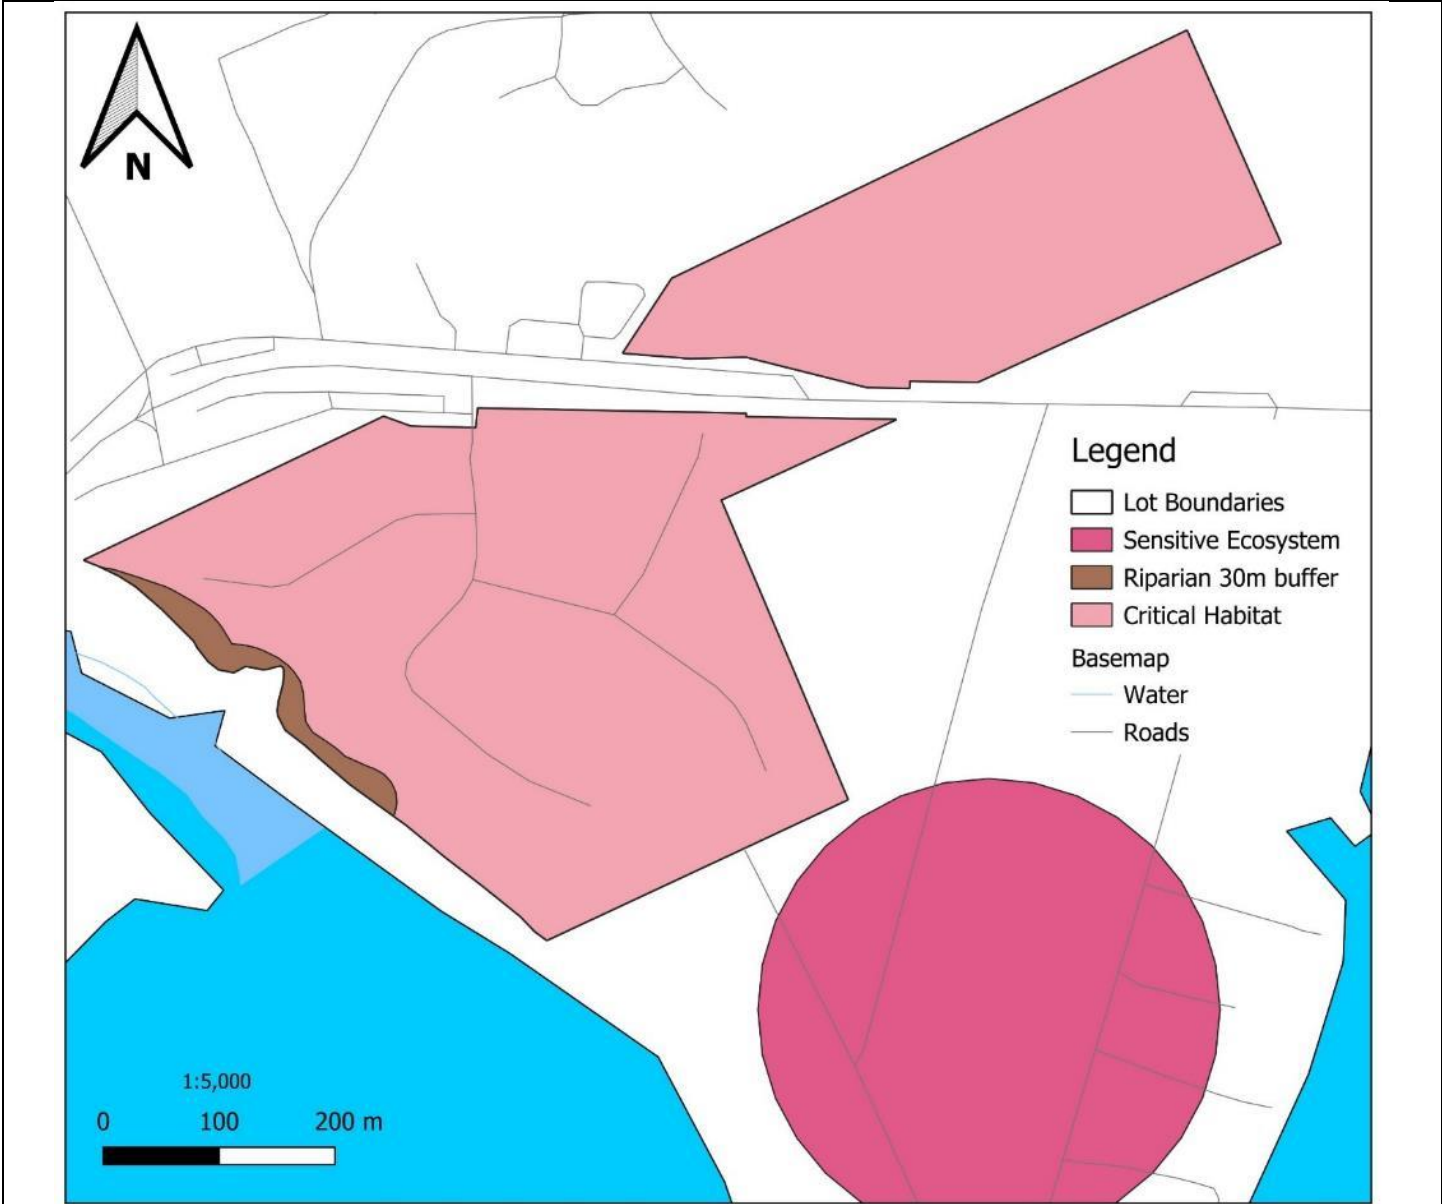 N
Legend
Lot Boundaries
Sensitive Ecosystem
Riparian 30m buffer
Critical Habitat
Basemap
Water
Roads
1:5,000
0 100 200 m